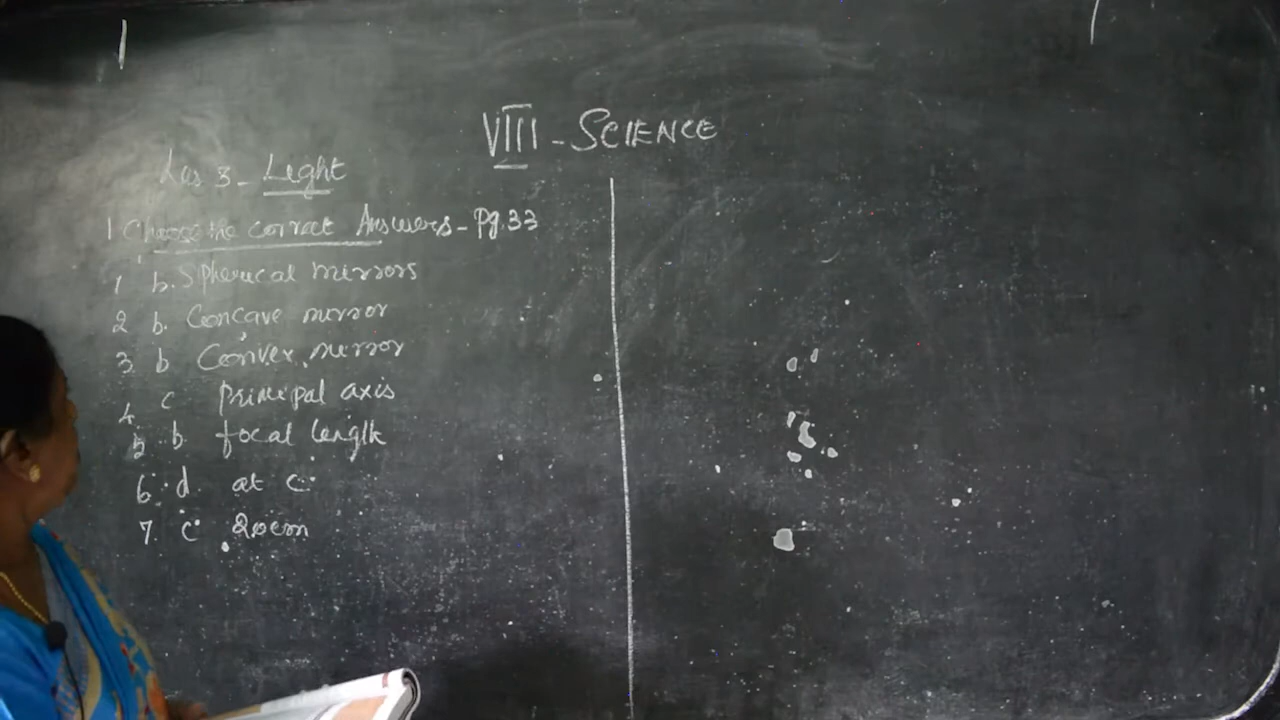 VIII - SCIENCE
Les 3 - Light
1 Choose the correct Answers - Pg. 33
1 b. Spherical mirrors
2 b. Concave mirror
3 b Convex mirror
4 c Principal axis
5 b focal length
6. d. at c.
7. c 20cm